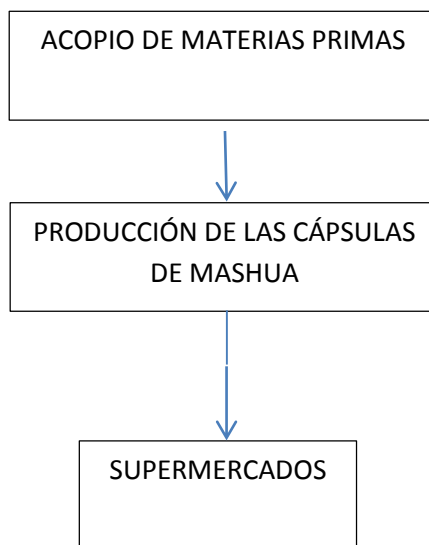 ACOPIO DE MATERIAS PRIMAS
PRODUCCIÓN DE LAS CÁPSULAS
DE MASHUA
SUPERMERCADOS